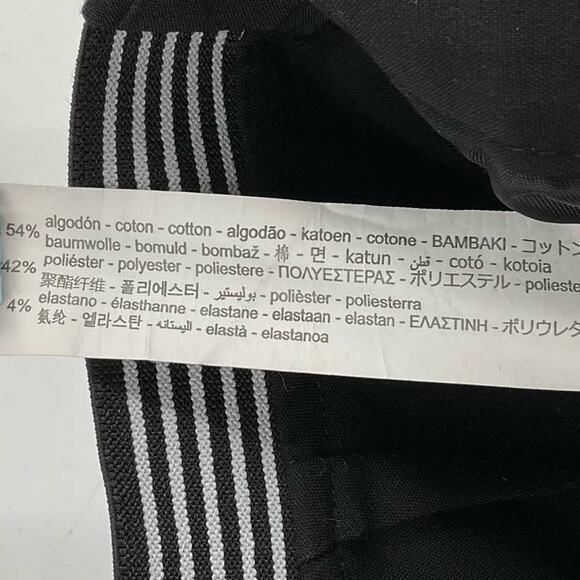 54% algodón - coton - cotton - algodão - katoen - cotone - BAMBAKI - コットン
baumwolle - bomuld - bombaž - 棉 - 면 - katun - قطن - cotó - kotoia
42% poliéster - polyester - poliestere - ΠΟΛΥΕΣΤΕΡΑΣ - ポリエステル - polieste
聚酯纤维 - 폴리에스터 - بوليستير - polièster - poliesterra
4% elastano - élasthanne - elastane - elastaan - elastan - ΕΛΑΣΤΙΝΗ - ポリウレタ
氨纶 - 엘라스탄 - اليستانه - elastà - elastanoa